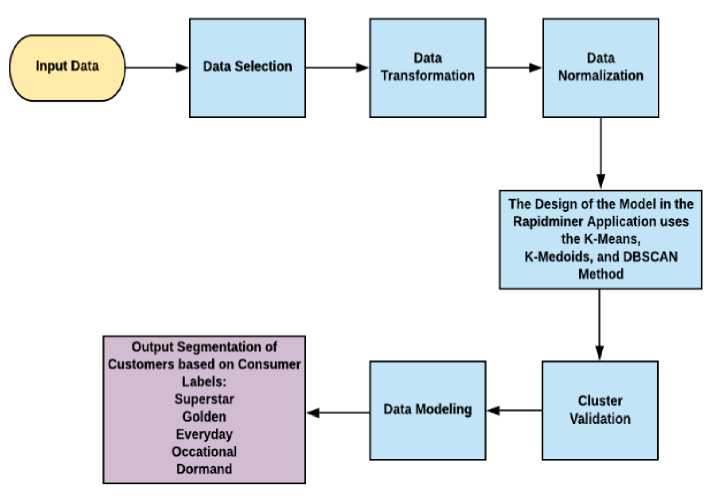 Input Data
Data Selection
Data
Transformation
Data
Normalization
The Design of the Model in the
Rapidminer Application uses
the K-Means,
K-Medoids, and DBSCAN
Method
Cluster
Validation
Data Modeling
Output Segmentation of
Customers based on Consumer
Labels:
Superstar
Golden
Everyday
Occational
Dormand